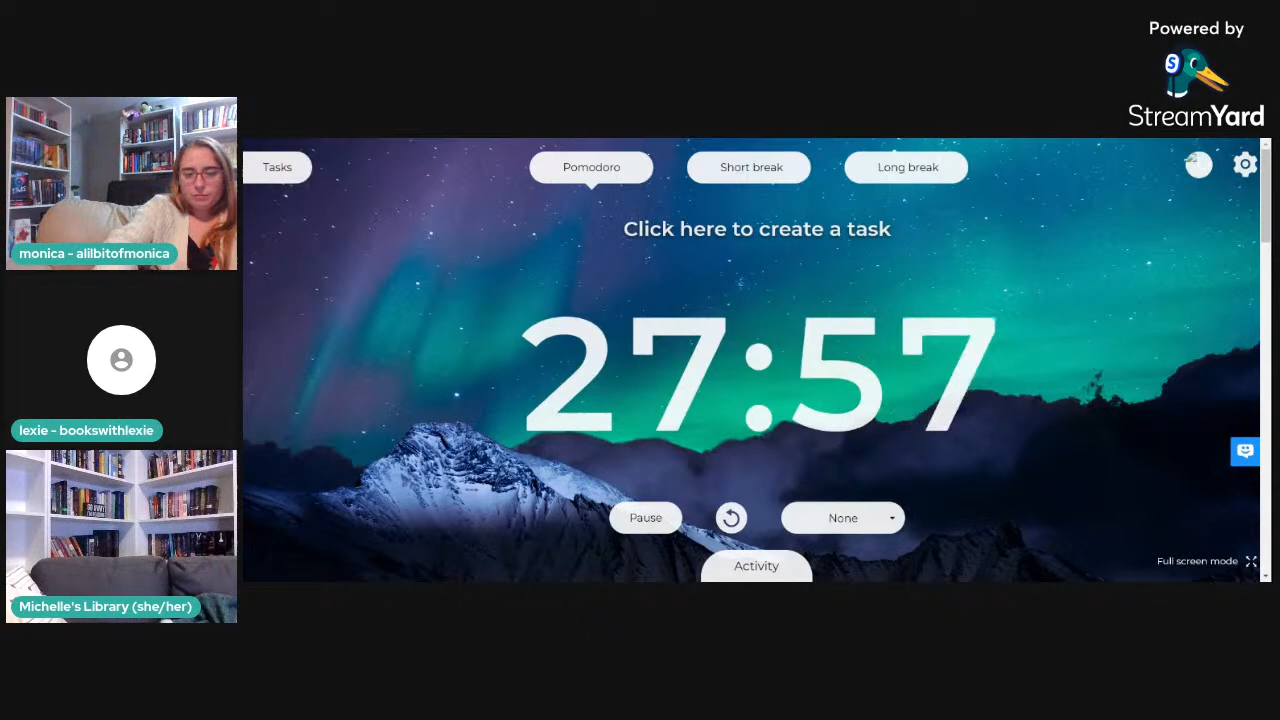 Powered by
StreamYard
Tasks
Pomodoro
Short break
Long break
Click here to create a task
27:57
Pause
None
Activity
Full screen mode
monica - alilbitofmonica
lexie - bookswithlexie
Michelle's Library (she/her)